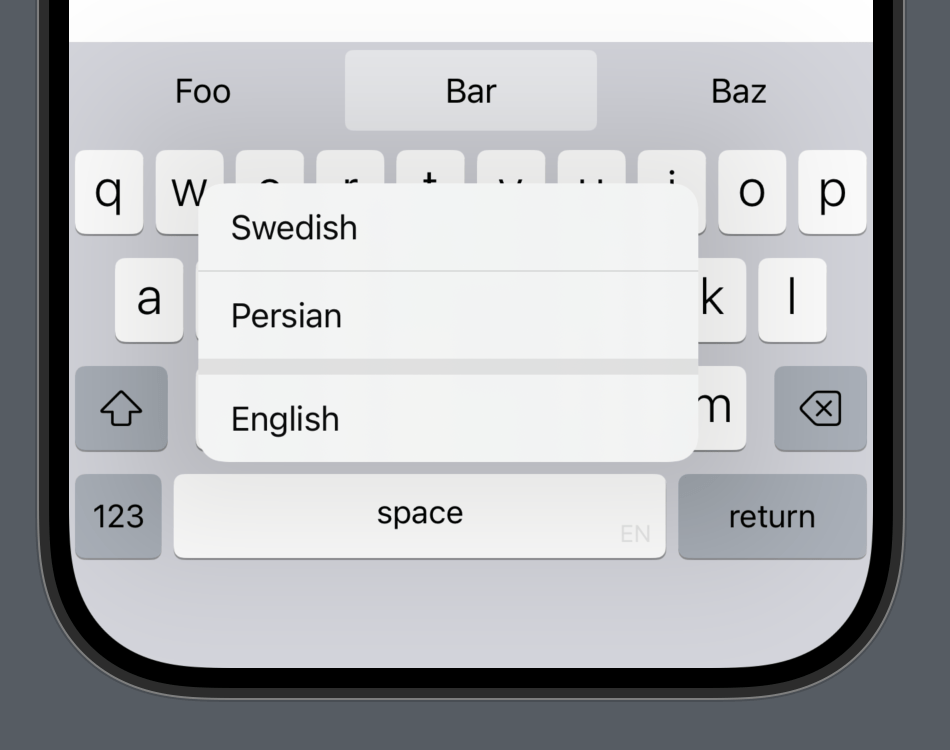 Foo Bar Baz
q w e r t y u i o p
Swedish
a k l
Persian
m
English
123 space EN return